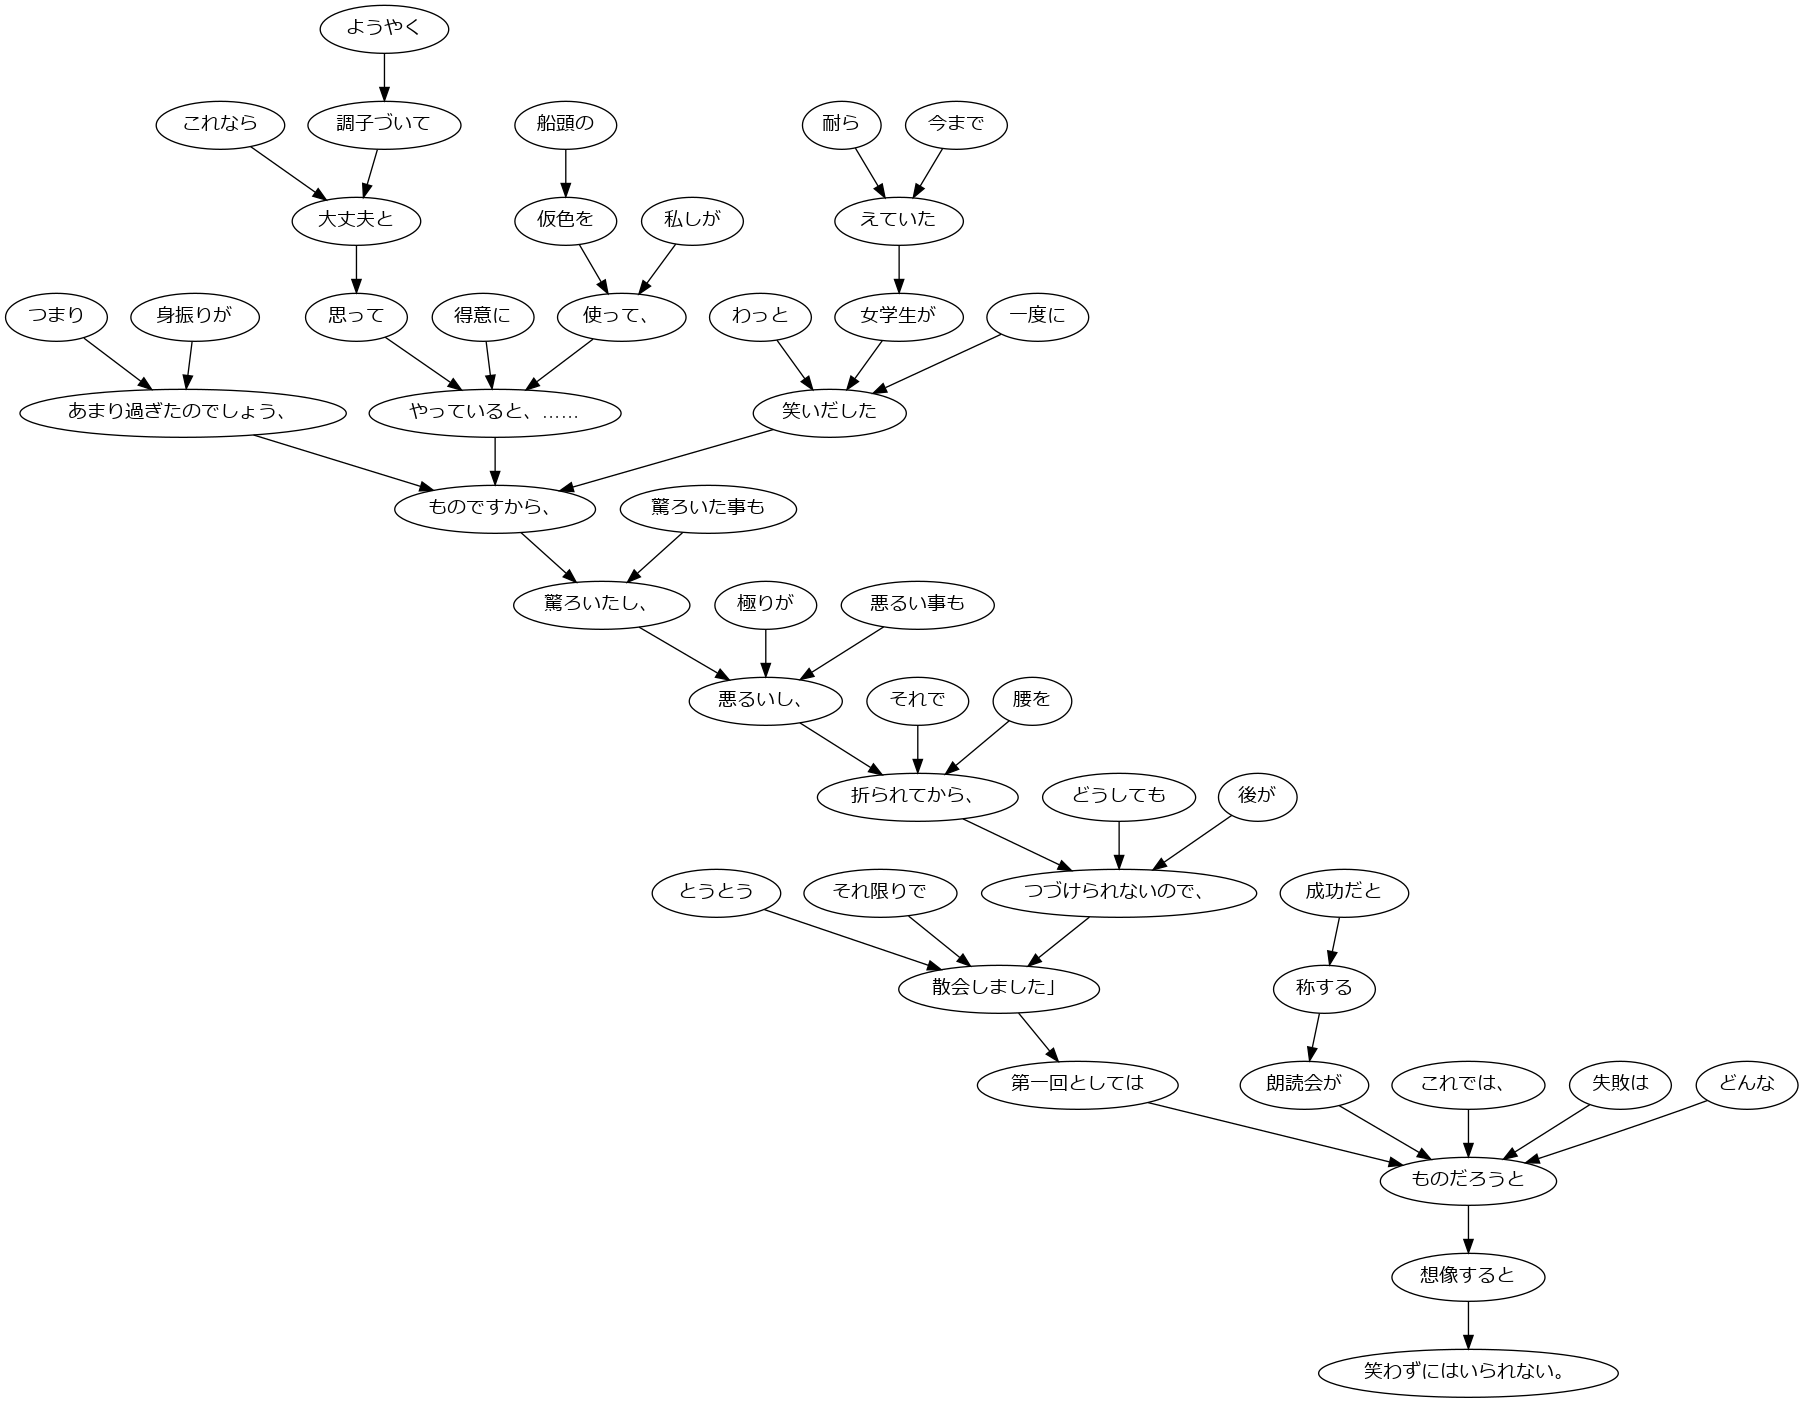 ようやく
これなら
調子づいて
船頭の
耐ら
今まで
大丈夫と
仮色を
私しが
えていた
つまり
身振りが
思って
得意に
使って、
わっと
女学生が
一度に
あまり過ぎたのでしょう、
やっていると、……
笑いだした
ものですから、
驚ろいた事も
驚ろいたし、
極りが
悪るい事も
悪るいし、
それで
腰を
折られてから、
どうしても
後が
とうとう
それ限りで
つづけられないので、
成功だと
散会しました」
称する
第一回としては
朗読会が
これでは、
失敗は
どんな
ものだろうと
想像すると
笑わずにはいられない。